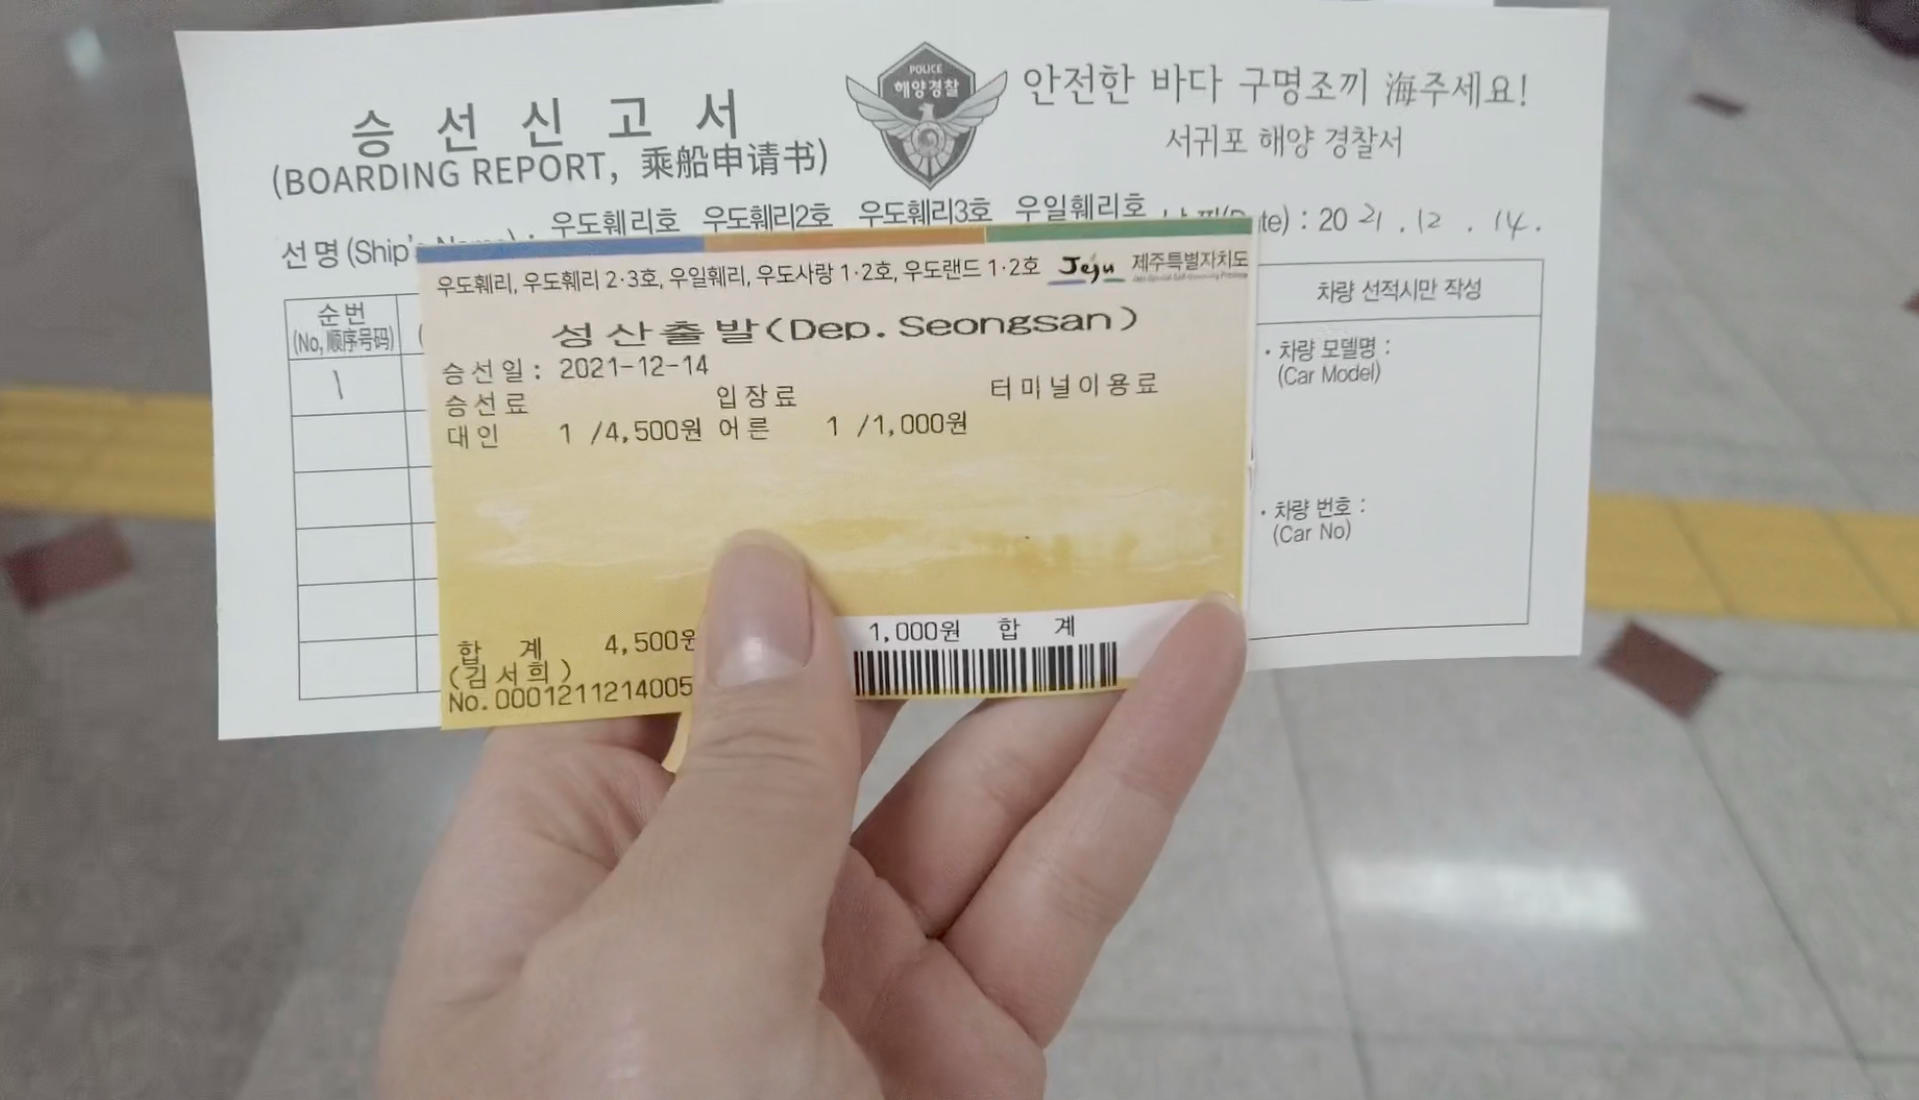 승선신고서
(BOARDING REPORT, 乘船申请书)
POLICE
해양경찰
안전한 바다 구명조끼 海주세요!
서귀포 해양 경찰서
선명 (Ship's
우도훼리호 우도훼리2호 우도훼리3호 우일훼리호
: 2021.12.14.
순번
(No, 顺序号码)
1
차량 선적시만 작성
· 차량 모델명 :
(Car Model)
· 차량 번호 :
(Car No)
우도훼리, 우도훼리 2·3호, 우일훼리, 우도사랑 1·2호, 우도랜드 1·2호
Jeju 제주특별자치도
성산출발(Dep. Seongsan)
승선일: 2021-12-14
승선료 입장료 터미널이용료
대인 1 /4,500원 어른 1 /1,000원
합 계 4,500원 1,000원 합 계
(김서희)
No.0001211214005